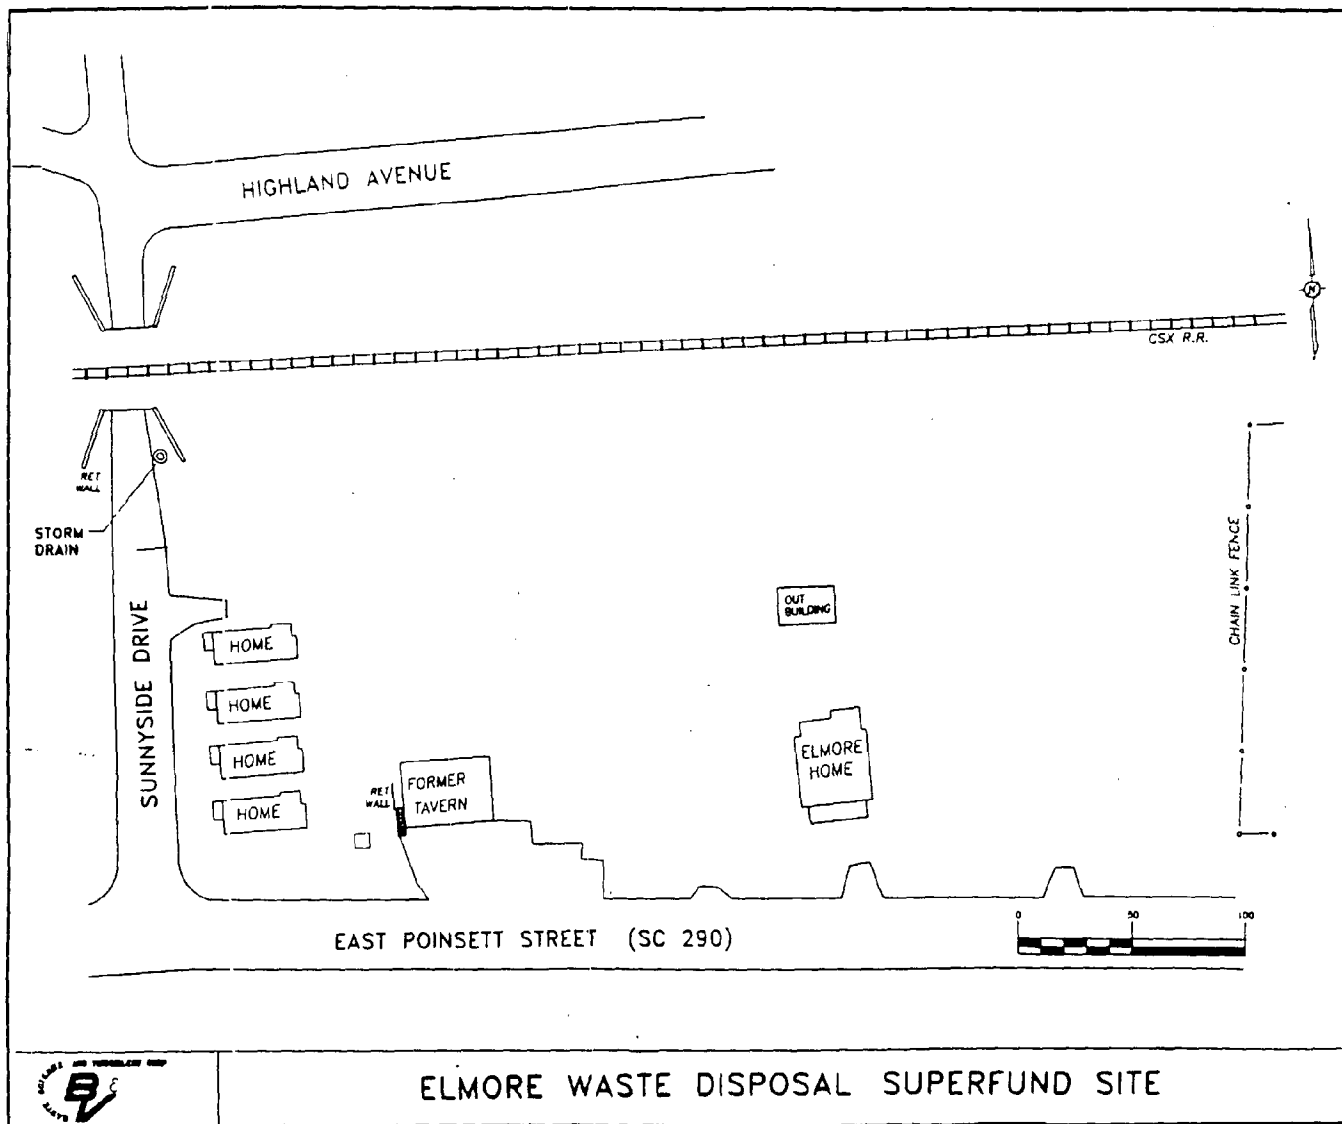 HIGHLAND AVENUE
N
CSX R.R.
RET
WALL
STORM
DRAIN
CHAIN LINK FENCE
OUT
BUILDING
SUNNYSIDE DRIVE
HOME
HOME
HOME
HOME
ELMORE
HOME
RET
WALL
FORMER
TAVERN
0 50 100
EAST POINSETT STREET (SC 290)
BV
ELMORE WASTE DISPOSAL SUPERFUND SITE